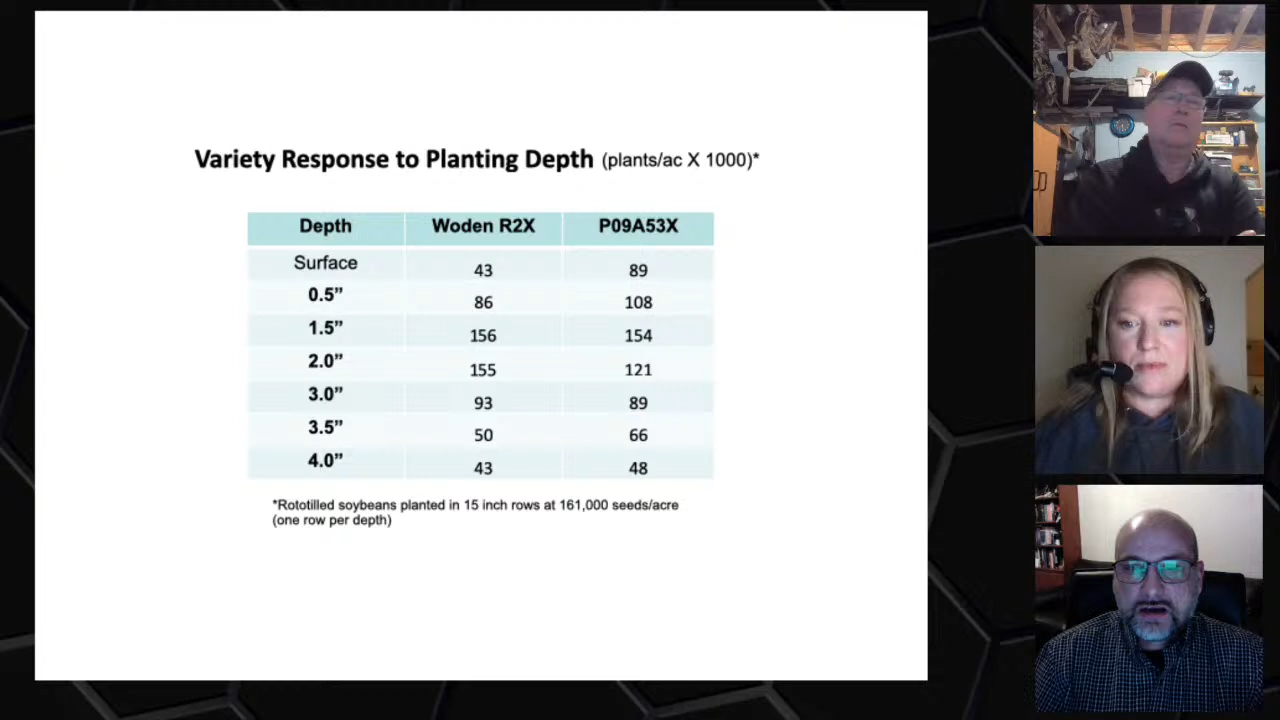 Variety Response to Planting Depth (plants/ac X 1000)*
Depth Woden R2X P09A53X
Surface 43 89
0.5” 86 108
1.5” 156 154
2.0” 155 121
3.0” 93 89
3.5” 50 66
4.0” 43 48
*Rototilled soybeans planted in 15 inch rows at 161,000 seeds/acre
(one row per depth)